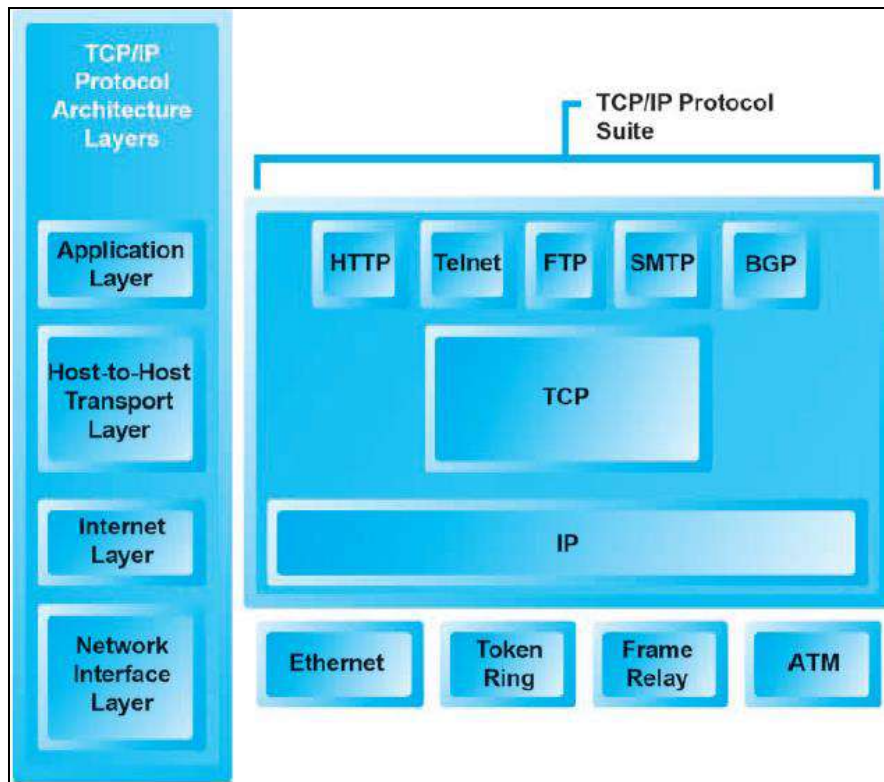 TCP/IP
Protocol
Architecture
Layers
TCP/IP Protocol
Suite
Application
Layer
HTTP
Telnet
FTP
SMTP
BGP
Host-to-Host
Transport
Layer
TCP
Internet
Layer
IP
Network
Interface
Layer
Ethernet
Token
Ring
Frame
Relay
ATM